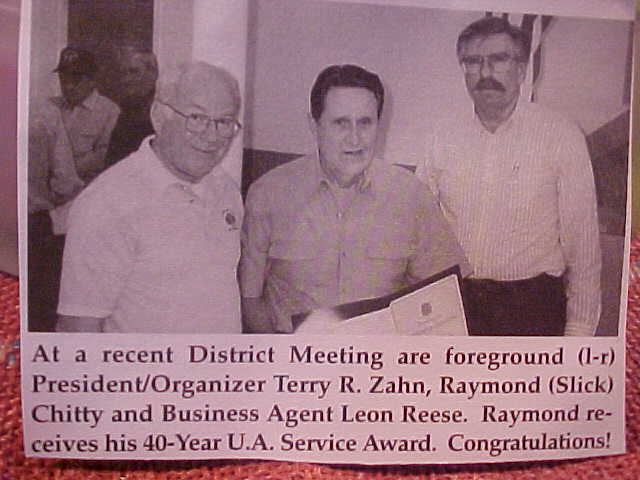 At a recent District Meeting are foreground (l-r)
President/Organizer Terry R. Zahn, Raymond (Slick)
Chitty and Business Agent Leon Reese. Raymond re-
ceives his 40-Year U.A. Service Award. Congratulations!